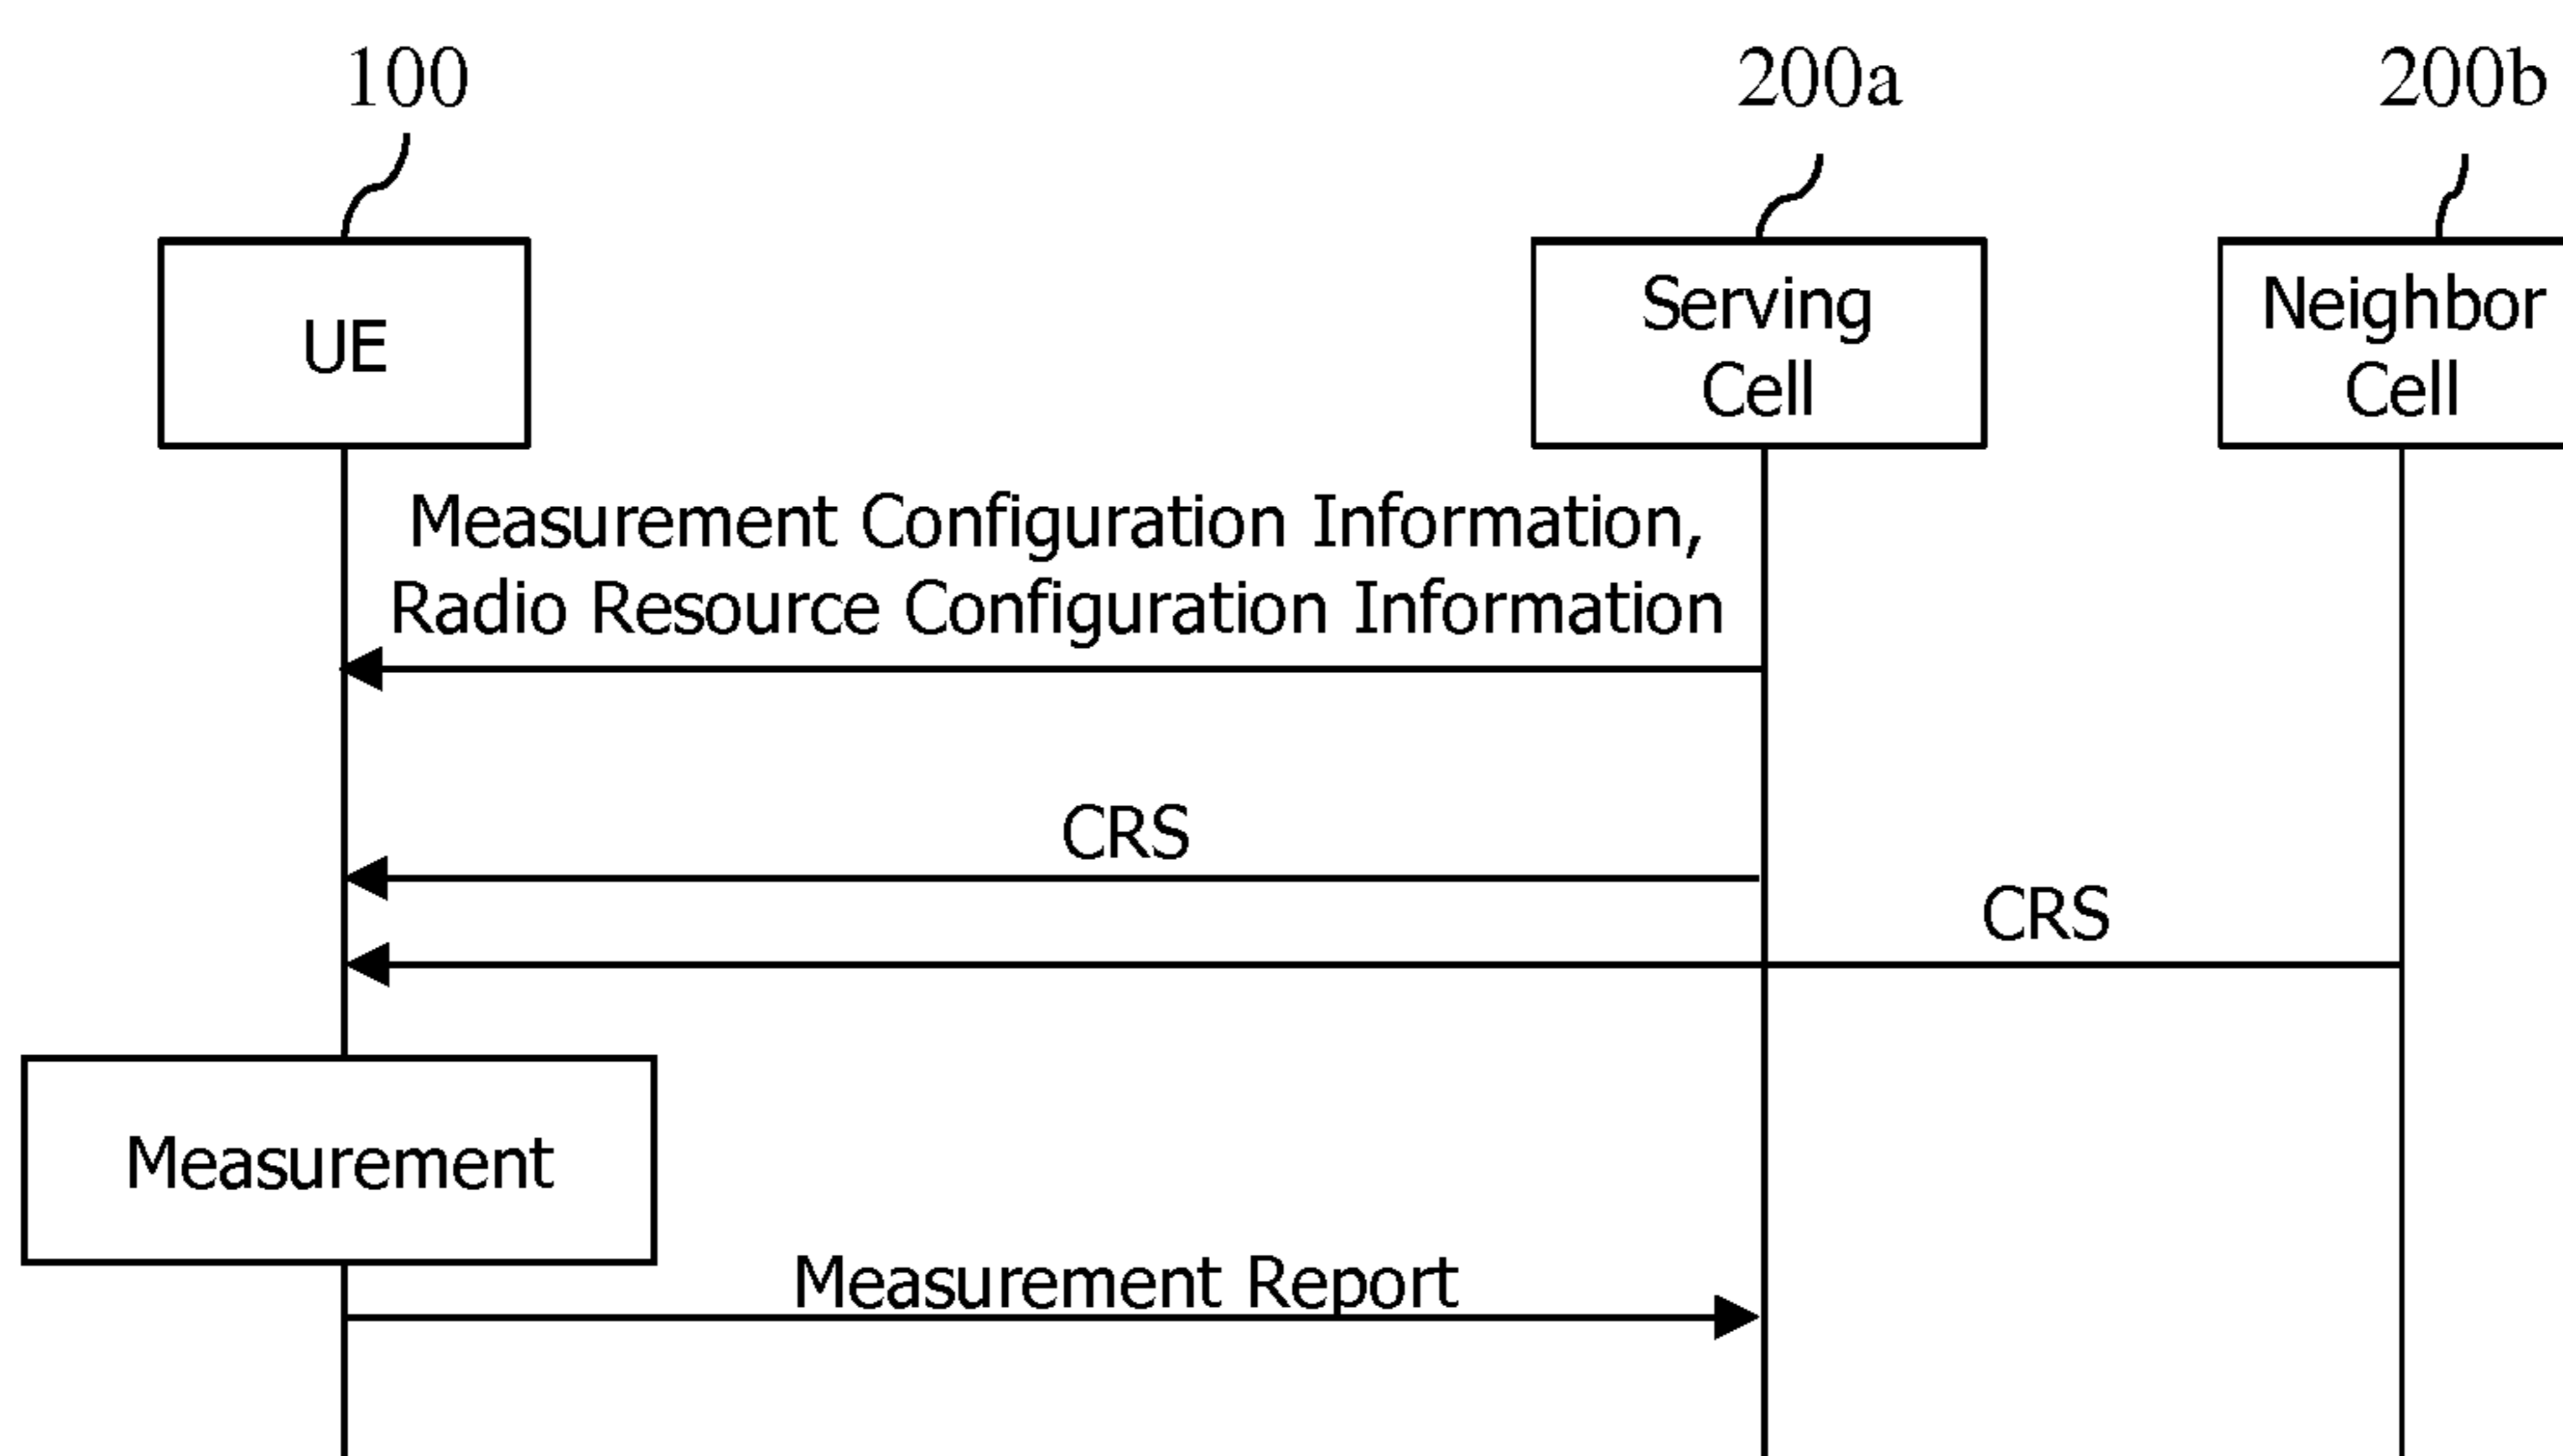 100
200a
200b
UE
Serving
Cell
Neighbor
Cell
Measurement Configuration Information,
Radio Resource Configuration Information
CRS
CRS
Measurement
Measurement Report